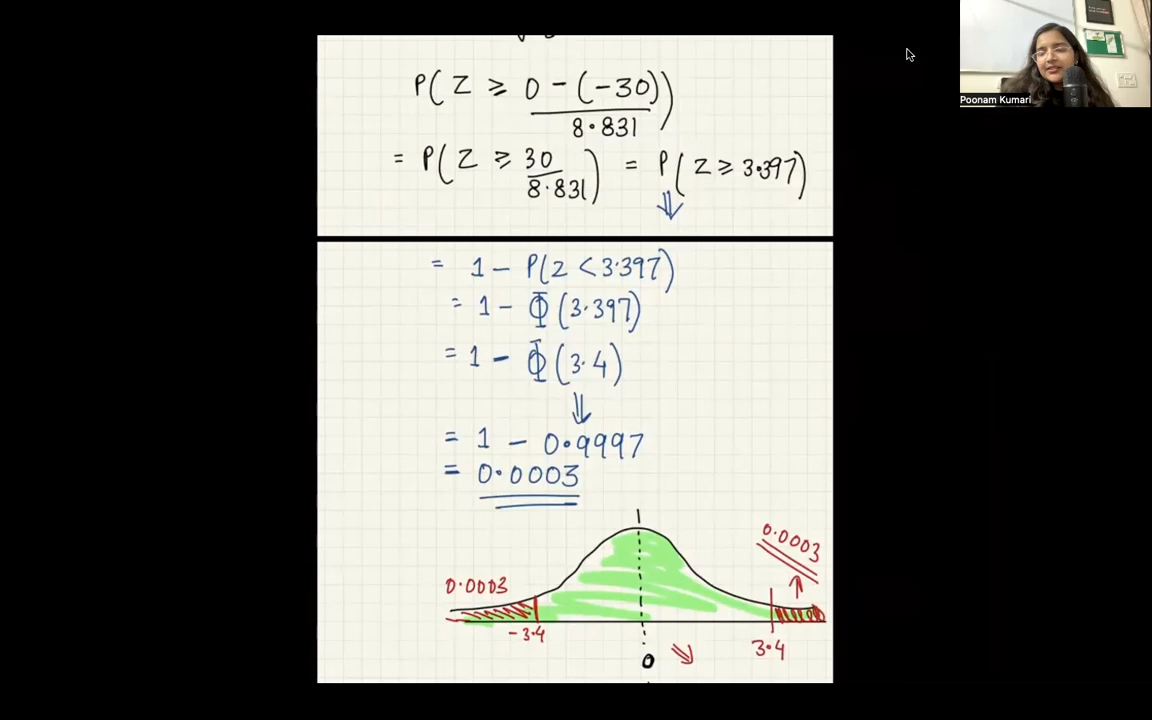 P(Z ≥ 0 - (-30)/8.831)
= P(Z ≥ 30/8.831) = P(Z ≥ 3.397)
= 1 - P(Z < 3.397)
= 1 - Φ(3.397)
= 1 - Φ(3.4)
= 1 - 0.9997
= 0.0003
0.0003
0.0003
-3.4
0
3.4
Poonam Kumari